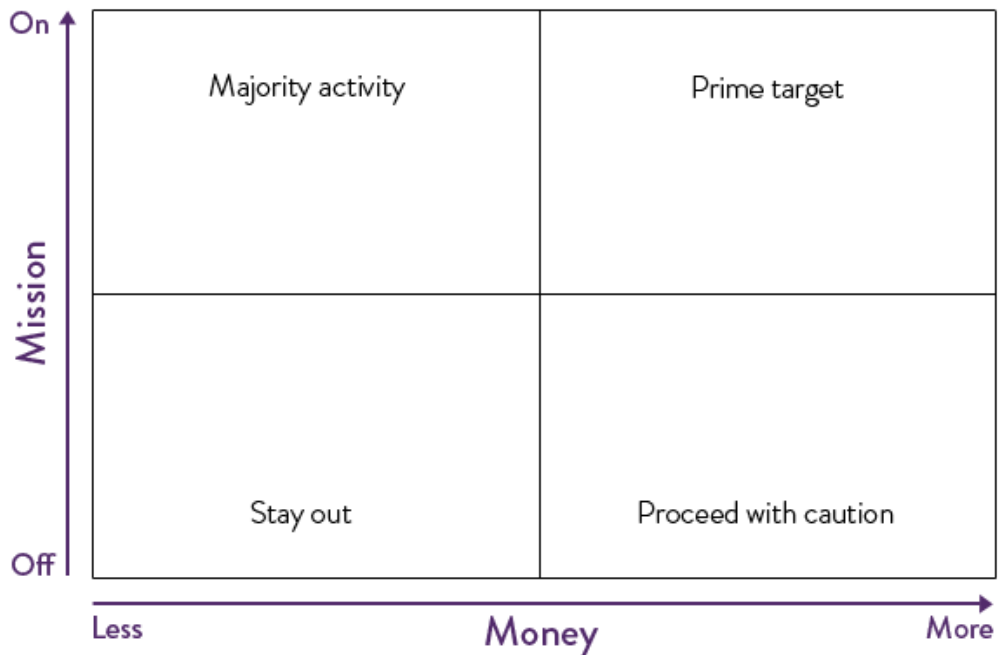 On
Majority activity
Prime target
Mission
Stay out
Proceed with caution
Off
Less
Money
More